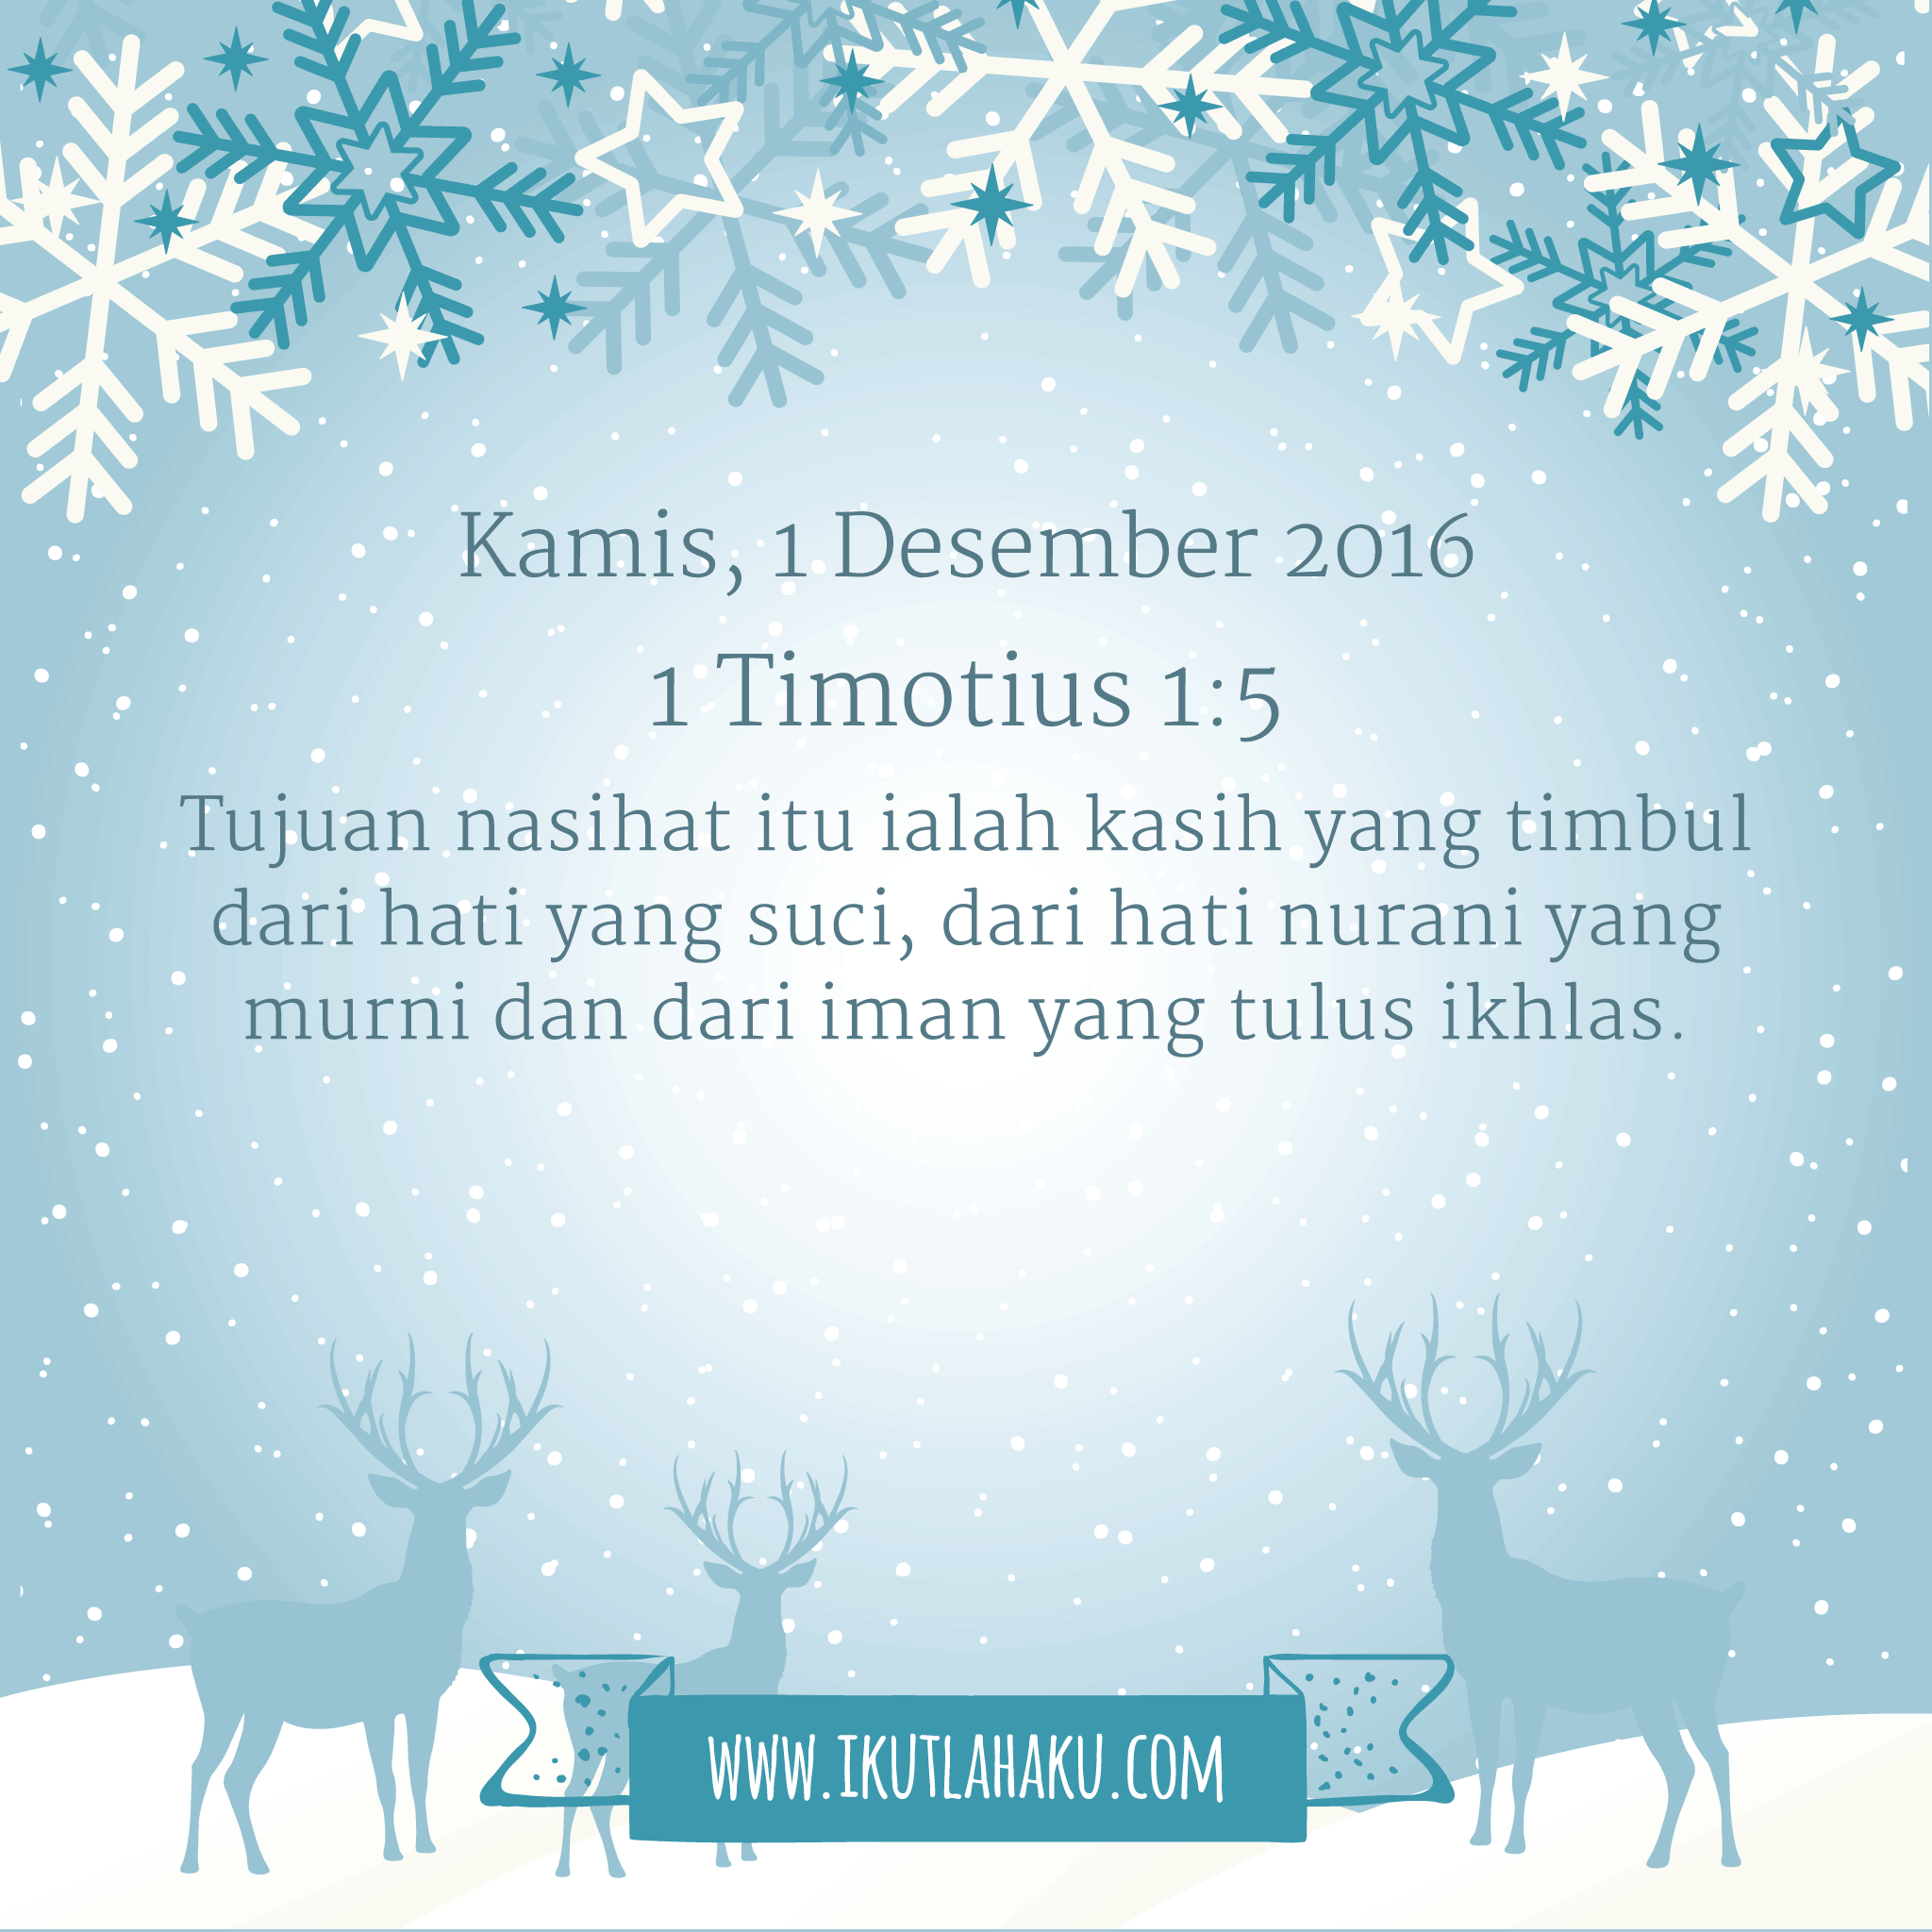 Kamis, 1 Desember 2016
1 Timotius 1:5
Tujuan nasihat itu ialah kasih yang timbul
dari hati yang suci, dari hati nurani yang
murni dan dari iman yang tulus ikhlas.
WWW.IKUTLAHAKU.COM